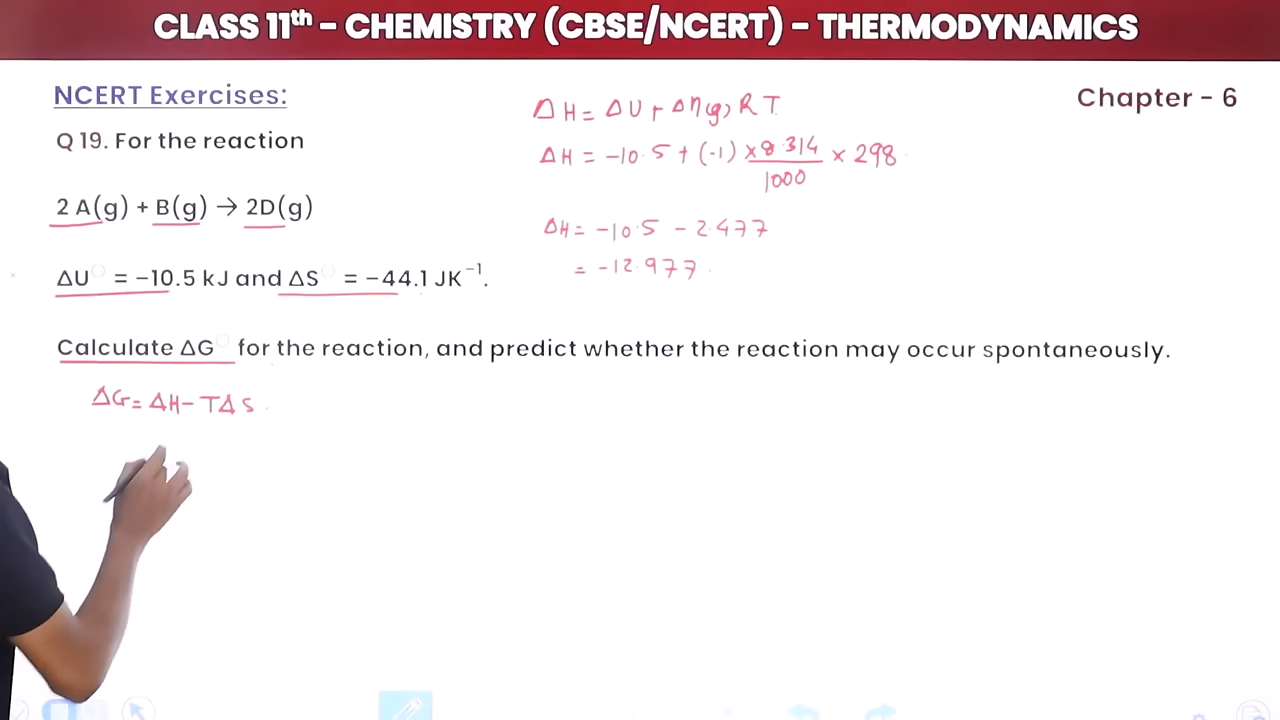 CLASS 11th – CHEMISTRY (CBSE/NCERT) – THERMODYNAMICS
NCERT Exercises:
Chapter - 6
Q 19. For the reaction
2 A(g) + B(g) → 2D(g)
ΔU⁰ = −10.5 kJ and ΔS⁰ = −44.1 JK⁻¹.
ΔH = ΔU + Δn(g) RT
ΔH = -10.5 + (-1) × 8.314/1000 × 298
ΔH = -10.5 - 2.477
= -12.977
Calculate ΔG⁰ for the reaction, and predict whether the reaction may occur spontaneously.
ΔG = ΔH - TΔS